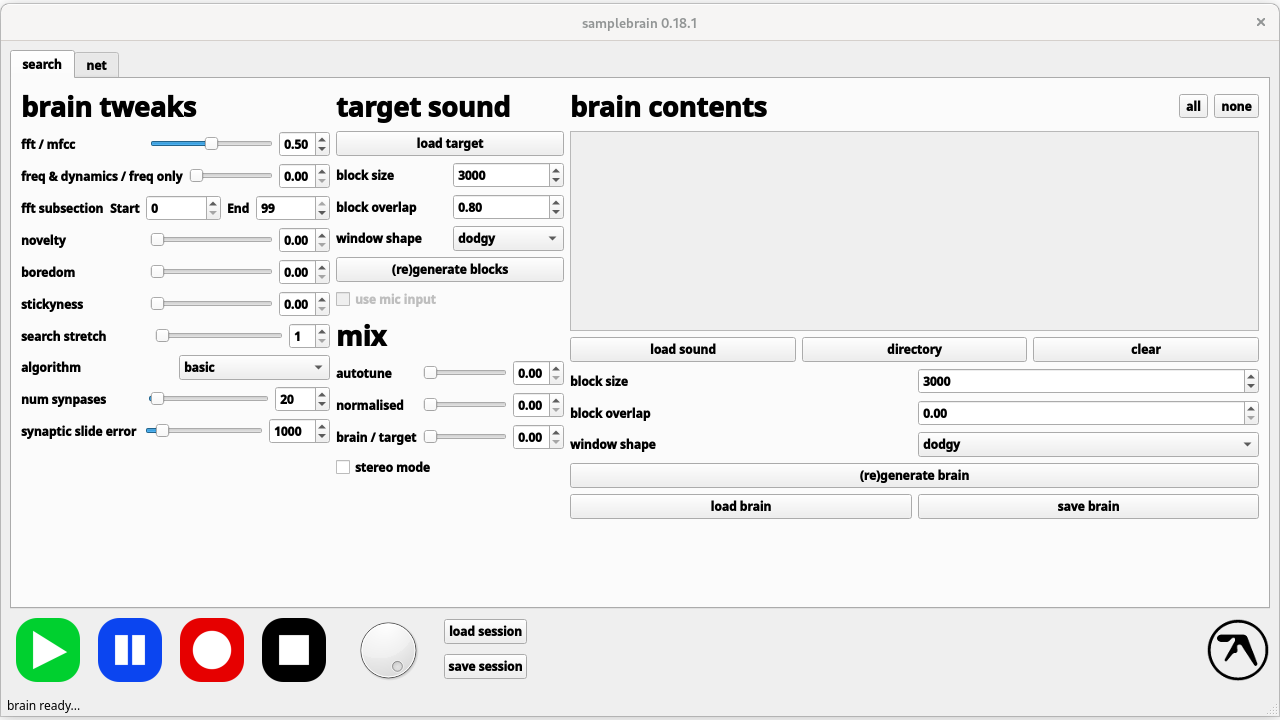 samplebrain 0.18.1
search
net
brain tweaks
fft / mfcc
0.50
freq & dynamics / freq only
0.00
fft subsection Start 0 End 99
novelty
0.00
boredom
0.00
stickyness
0.00
search stretch
1
algorithm
basic
num synpases
20
synaptic slide error
1000
target sound
load target
block size
3000
block overlap
0.80
window shape
dodgy
(re)generate blocks
use mic input
mix
autotune
0.00
normalised
0.00
brain / target
0.00
stereo mode
brain contents
all
none
load sound
directory
clear
block size
3000
block overlap
0.00
window shape
dodgy
(re)generate brain
load brain
save brain
load session
save session
brain ready...